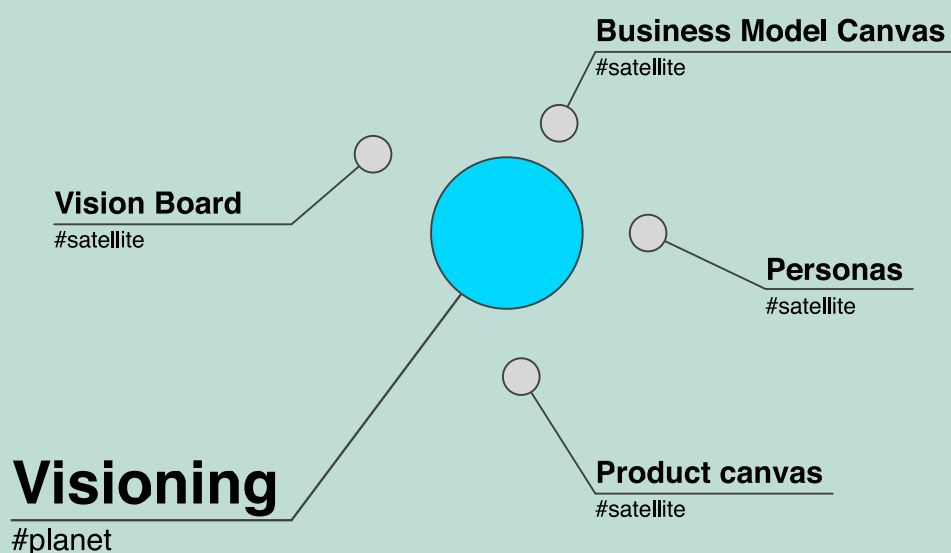 Business Model Canvas
#satellite
Vision Board
#satellite
Personas
#satellite
Visioning
#planet
Product canvas
#satellite